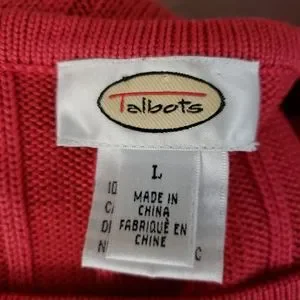 Talbots
L
MADE IN
CHINA
FABRIQUÉ EN
CHINE